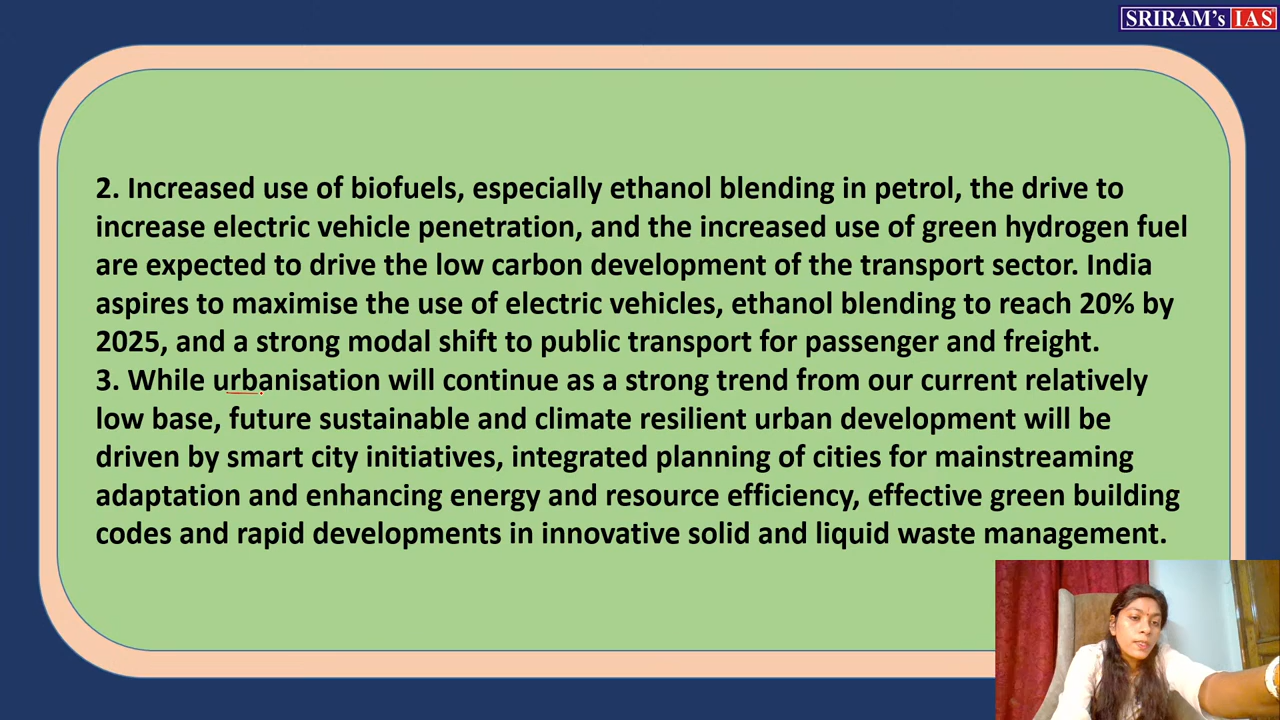 SRIRAM's IAS
2. Increased use of biofuels, especially ethanol blending in petrol, the drive to
increase electric vehicle penetration, and the increased use of green hydrogen fuel
are expected to drive the low carbon development of the transport sector. India
aspires to maximise the use of electric vehicles, ethanol blending to reach 20% by
2025, and a strong modal shift to public transport for passenger and freight.
3. While urbanisation will continue as a strong trend from our current relatively
low base, future sustainable and climate resilient urban development will be
driven by smart city initiatives, integrated planning of cities for mainstreaming
adaptation and enhancing energy and resource efficiency, effective green building
codes and rapid developments in innovative solid and liquid waste management.